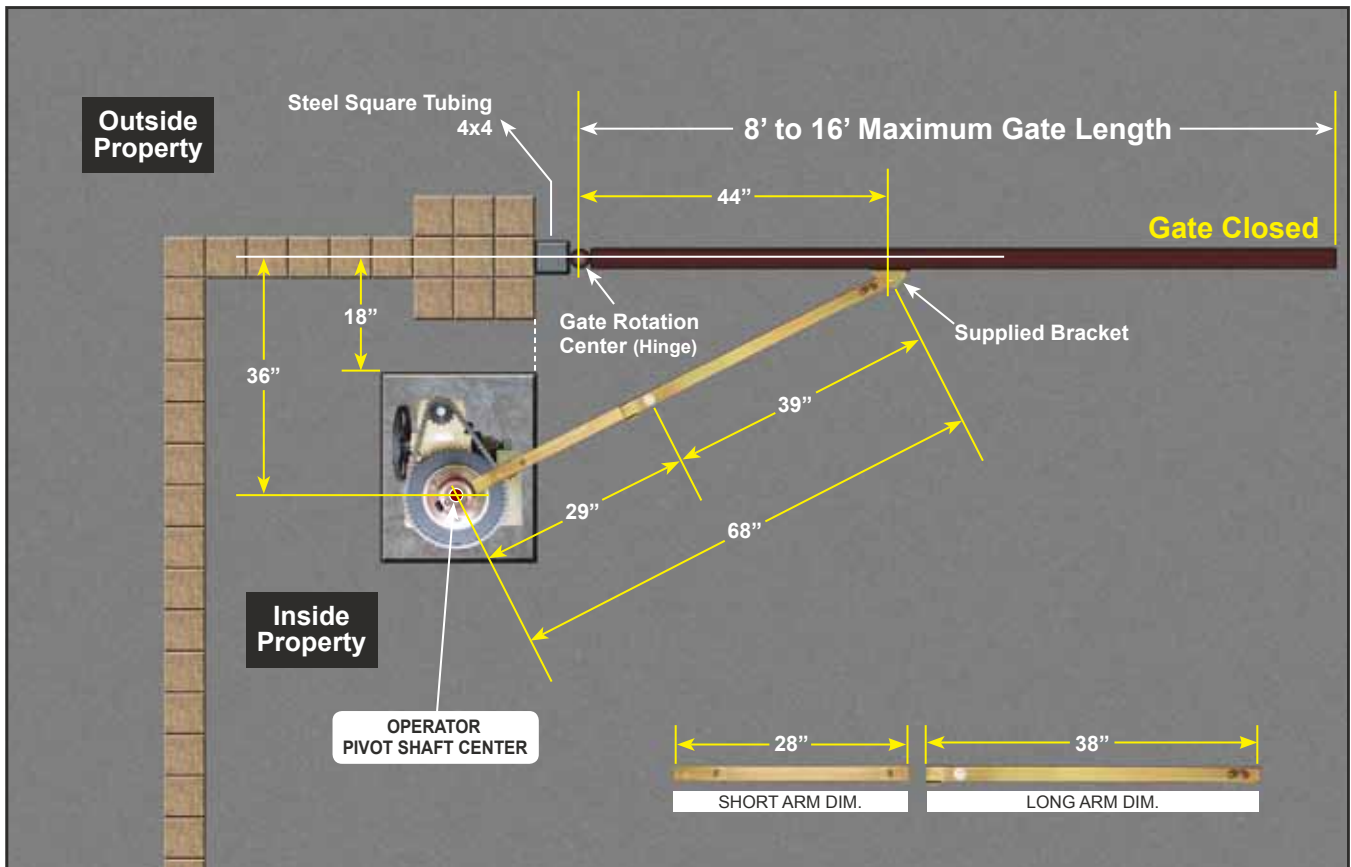 Outside
Property
Steel Square Tubing
4x4
8’ to 16’ Maximum Gate Length
44”
Gate Closed
18”
36”
Gate Rotation
Center (Hinge)
Supplied Bracket
39”
29”
68”
Inside
Property
OPERATOR
PIVOT SHAFT CENTER
28”
38”
SHORT ARM DIM.
LONG ARM DIM.